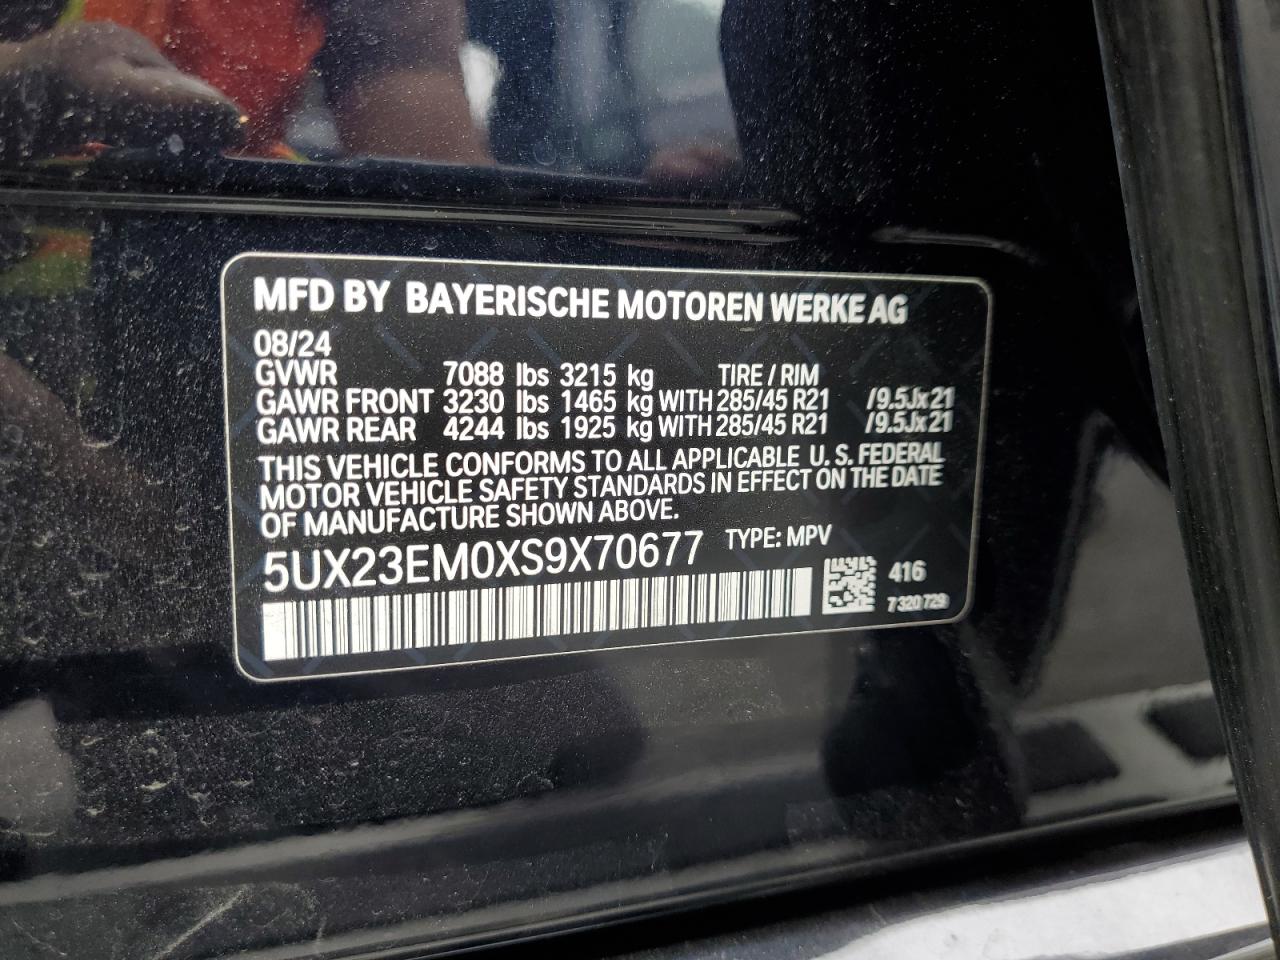 MFD BY BAYERISCHE MOTOREN WERKE AG
08/24
GVWR 7088 lbs 3215 kg TIRE / RIM
GAWR FRONT 3230 lbs 1465 kg WITH 285/45 R21 /9.5Jx21
GAWR REAR 4244 lbs 1925 kg WITH 285/45 R21 /9.5Jx21
THIS VEHICLE CONFORMS TO ALL APPLICABLE U. S. FEDERAL
MOTOR VEHICLE SAFETY STANDARDS IN EFFECT ON THE DATE
OF MANUFACTURE SHOWN ABOVE.
5UX23EM0XS9X70677 TYPE: MPV
416
7 320 729